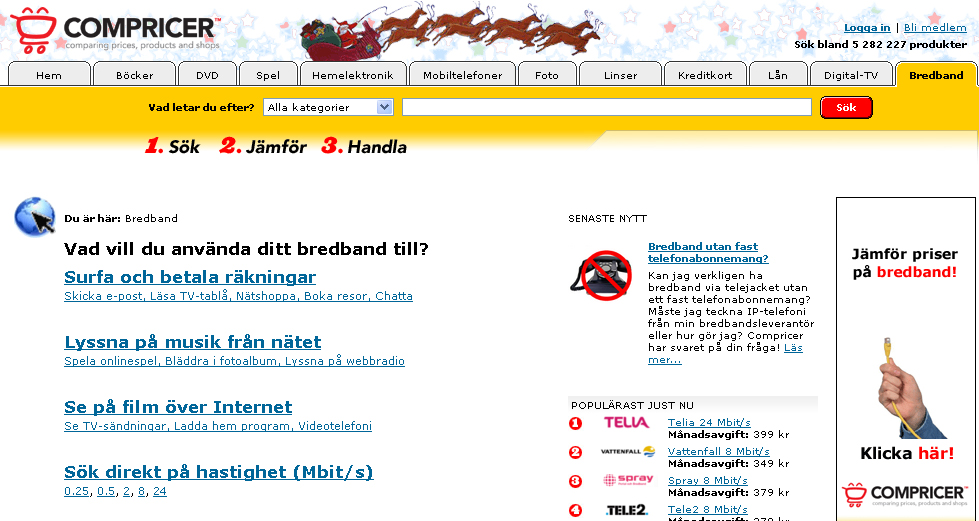 COMPRICER™
comparing prices, products and shops
Logga in | Bli medlem
Sök bland 5 282 227 produkter
Hem
Böcker
DVD
Spel
Hemelektronik
Mobiltelefoner
Foto
Linser
Kreditkort
Lån
Digital-TV
Bredband
Vad letar du efter?
Alla kategorier
Sök
1. Sök 2. Jämför 3. Handla
Du är här: Bredband
Vad vill du använda ditt bredband till?
Surfa och betala räkningar
Skicka e-post, Läsa TV-tablå, Nätshoppa, Boka resor, Chatta
Lyssna på musik från nätet
Spela onlinespel, Bläddra i fotoalbum, Lyssna på webbradio
Se på film över Internet
Se TV-sändningar, Ladda hem program, Videotelefoni
Sök direkt på hastighet (Mbit/s)
0.25, 0.5, 2, 8, 24
SENASTE NYTT
Bredband utan fast
telefonabonnemang?
Kan jag verkligen ha
bredband via telejacket utan
ett fast telefonabonnemang?
Måste jag teckna IP-telefoni
från min bredbandsleverantör
eller hur gör jag? Compricer
har svaret på din fråga! Läs
mer...
POPULÄRAST JUST NU
1 TELIA Telia 24 Mbit/s
Månadsavgift: 399 kr
2 VATTENFALL Vattenfall 8 Mbit/s
Månadsavgift: 349 kr
3 spray Spray 8 Mbit/s
Månadsavgift: 379 kr
4 TELE2 Tele2 8 Mbit/s
Månadsavgift: 379 kr
Jämför priser
på bredband!
Klicka här!
COMPRICER™
comparing prices, products and shops